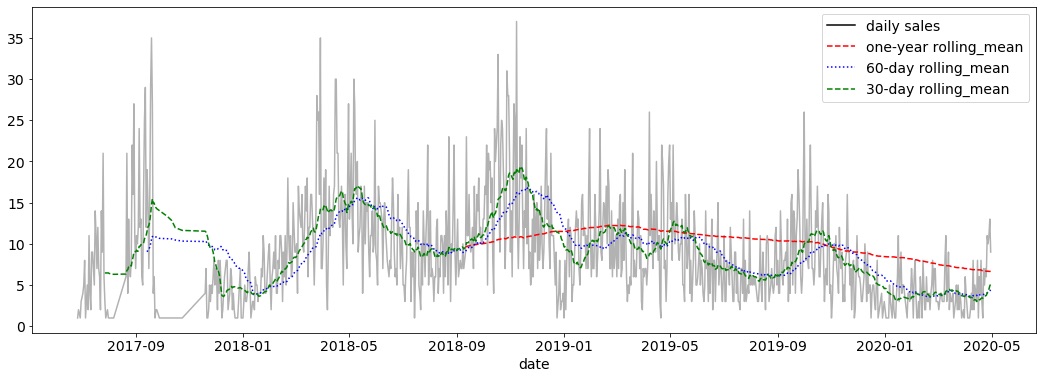 daily sales
one-year rolling_mean
60-day rolling_mean
30-day rolling_mean
35
30
25
20
15
10
5
0
2017-09 2018-01 2018-05 2018-09 2019-01 2019-05 2019-09 2020-01 2020-05
date